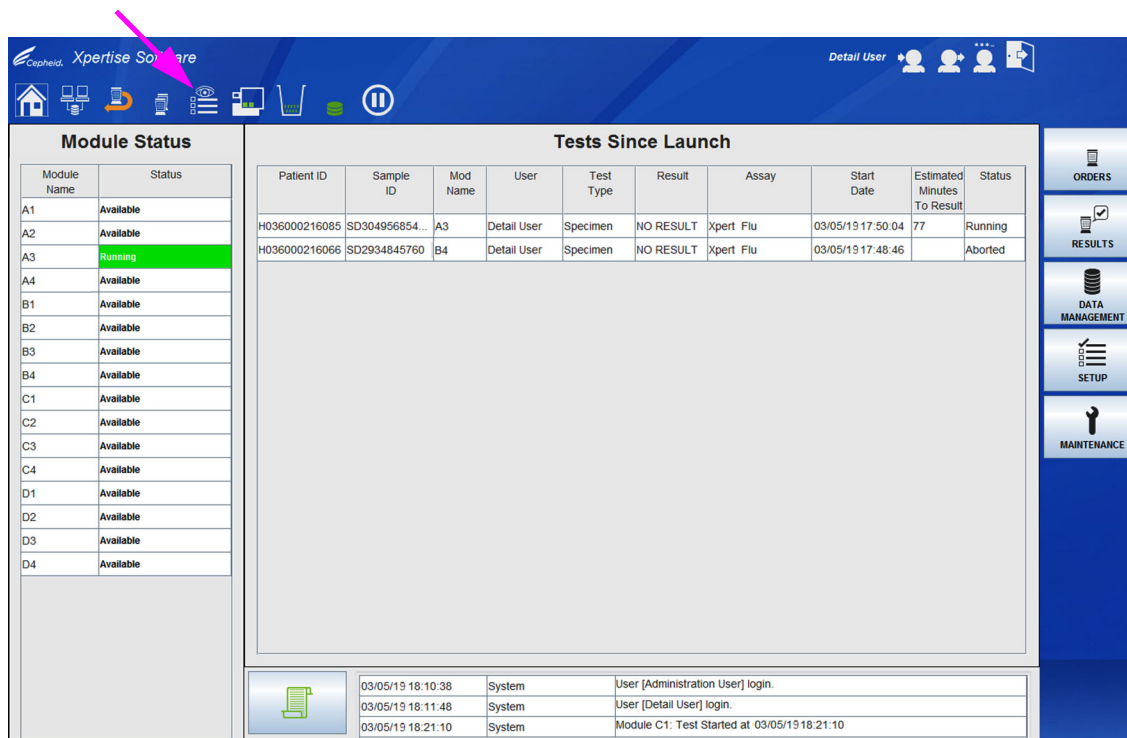 Cepheid. Xpertise Software
Detail User
Module Status
Module Name Status
A1 Available
A2 Available
A3 Running
A4 Available
B1 Available
B2 Available
B3 Available
B4 Available
C1 Available
C2 Available
C3 Available
C4 Available
D1 Available
D2 Available
D3 Available
D4 Available
Tests Since Launch
Patient ID Sample ID Mod Name User Test Type Result Assay Start Date Estimated Minutes To Result Status
H036000216085 SD304956854... A3 Detail User Specimen NO RESULT Xpert Flu 03/05/19 17:50:04 77 Running
H036000216066 SD2934845760 B4 Detail User Specimen NO RESULT Xpert Flu 03/05/19 17:48:46 Aborted
03/05/19 18:10:38 System User [Administration User] login.
03/05/19 18:11:48 System User [Detail User] login.
03/05/19 18:21:10 System Module C1: Test Started at 03/05/19 18:21:10
ORDERS
RESULTS
DATA
MANAGEMENT
SETUP
MAINTENANCE